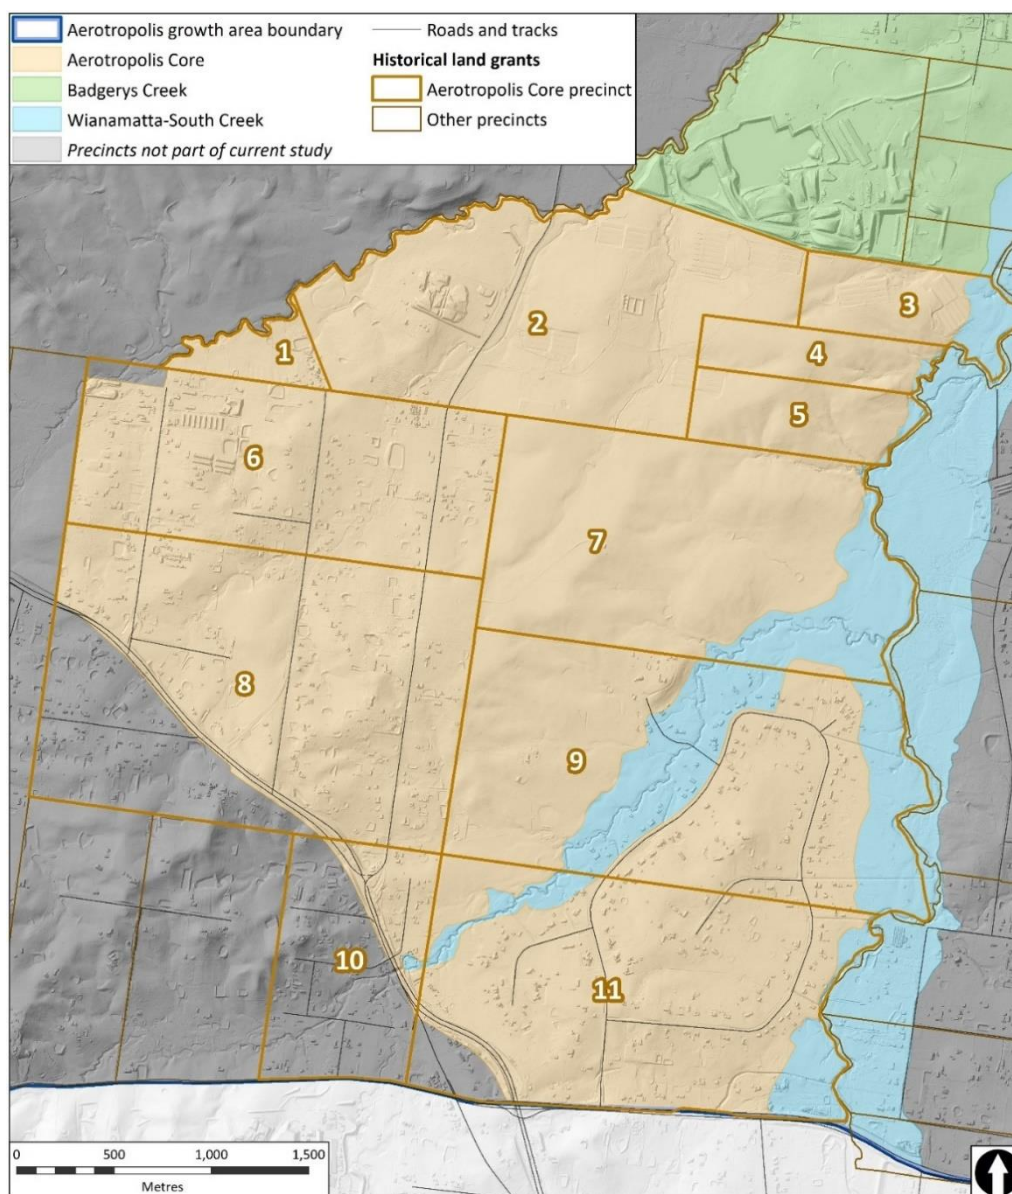 Aerotropolis growth area boundary
Aerotropolis Core
Badgerys Creek
Wianamatta-South Creek
Precincts not part of current study
Roads and tracks
Historical land grants
Aerotropolis Core precinct
Other precincts
1
2
3
4
5
6
7
8
9
10
11
0 500 1,000 1,500
Metres